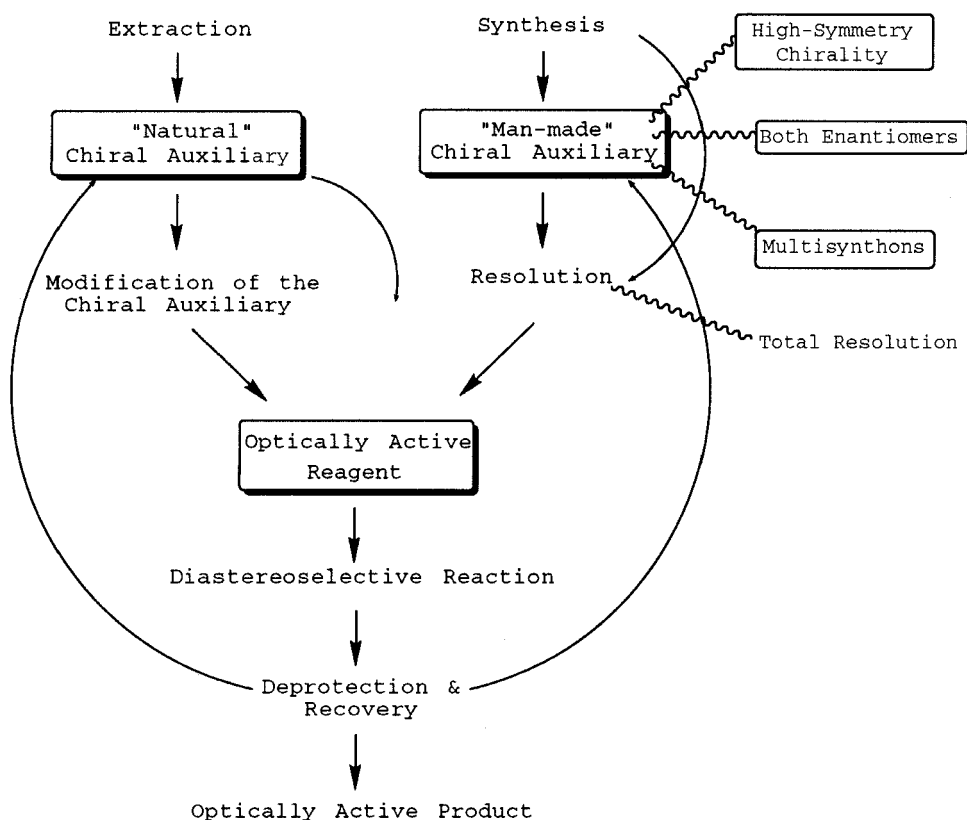 Extraction
Synthesis
High-Symmetry
Chirality
"Natural"
Chiral Auxiliary
"Man-made"
Chiral Auxiliary
Both Enantiomers
Multisynthons
Modification of the
Chiral Auxiliary
Resolution
Total Resolution
Optically Active
Reagent
Diastereoselective Reaction
Deprotection &
Recovery
Optically Active Product